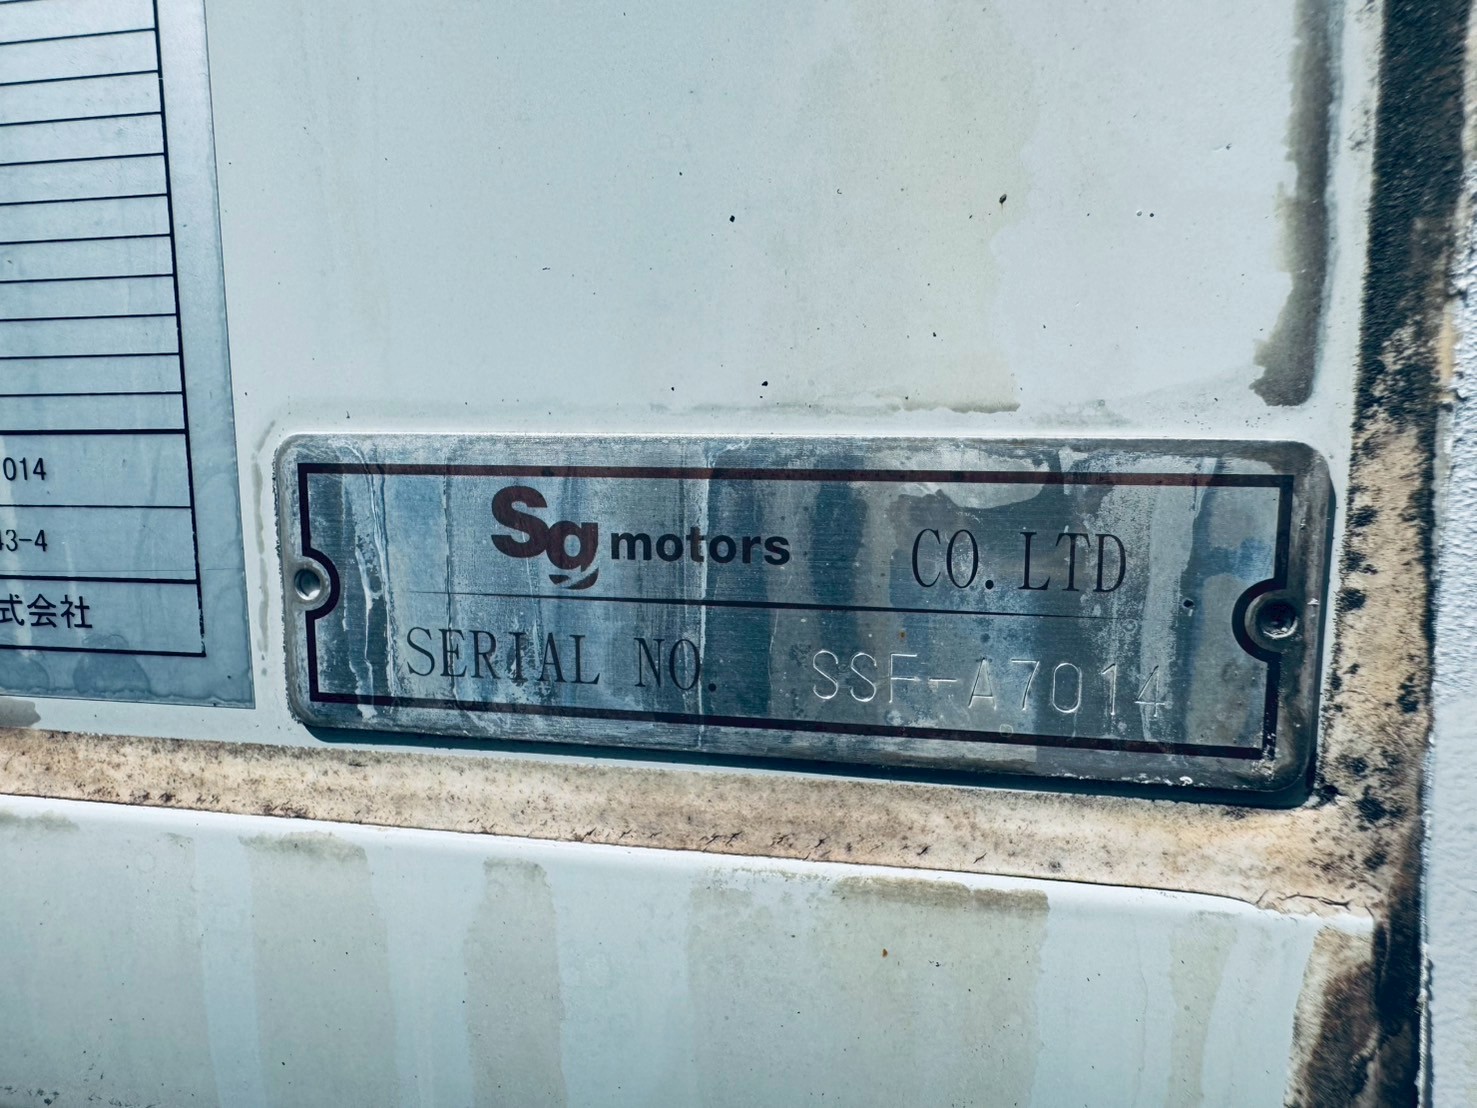 014
43-4
式会社
Sg motors CO. LTD
SERIAL NO. SSF-A7014